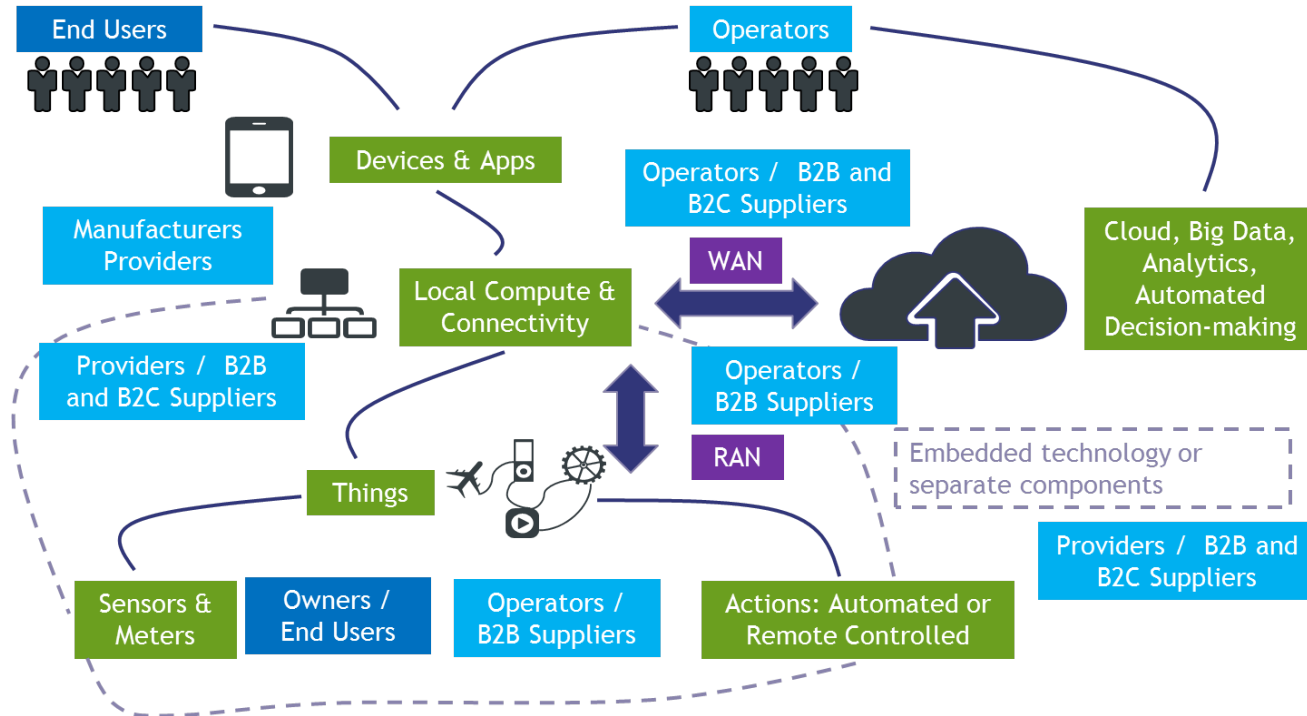 End Users
Operators
Devices & Apps
Operators / B2B and
B2C Suppliers
Manufacturers
Providers
WAN
Cloud, Big Data,
Analytics,
Automated
Decision-making
Local Compute &
Connectivity
Providers / B2B
and B2C Suppliers
Operators /
B2B Suppliers
RAN
Embedded technology or
separate components
Things
Providers / B2B and
B2C Suppliers
Sensors &
Meters
Owners /
End Users
Operators /
B2B Suppliers
Actions: Automated or
Remote Controlled